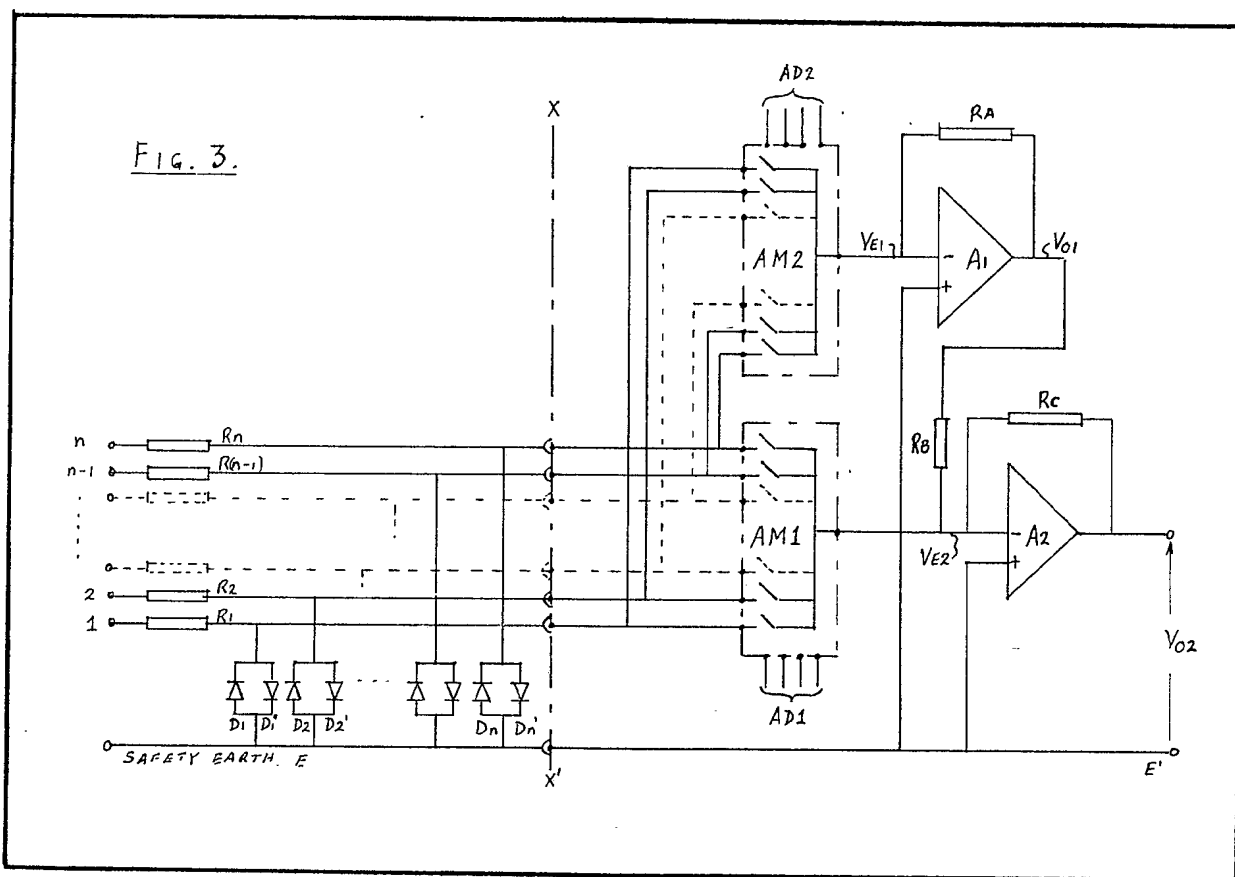 FIG. 3.
X
AD2
RA
AM2
VE1
A1
-
+
VO1
n
Rn
n-1
R(n-1)
RB
RC
AM1
VE2
A2
-
+
2
R2
1
R1
VO2
D1
D1'
D2
D2'
Dn
Dn'
AD1
SAFETY EARTH. E
X'
E'